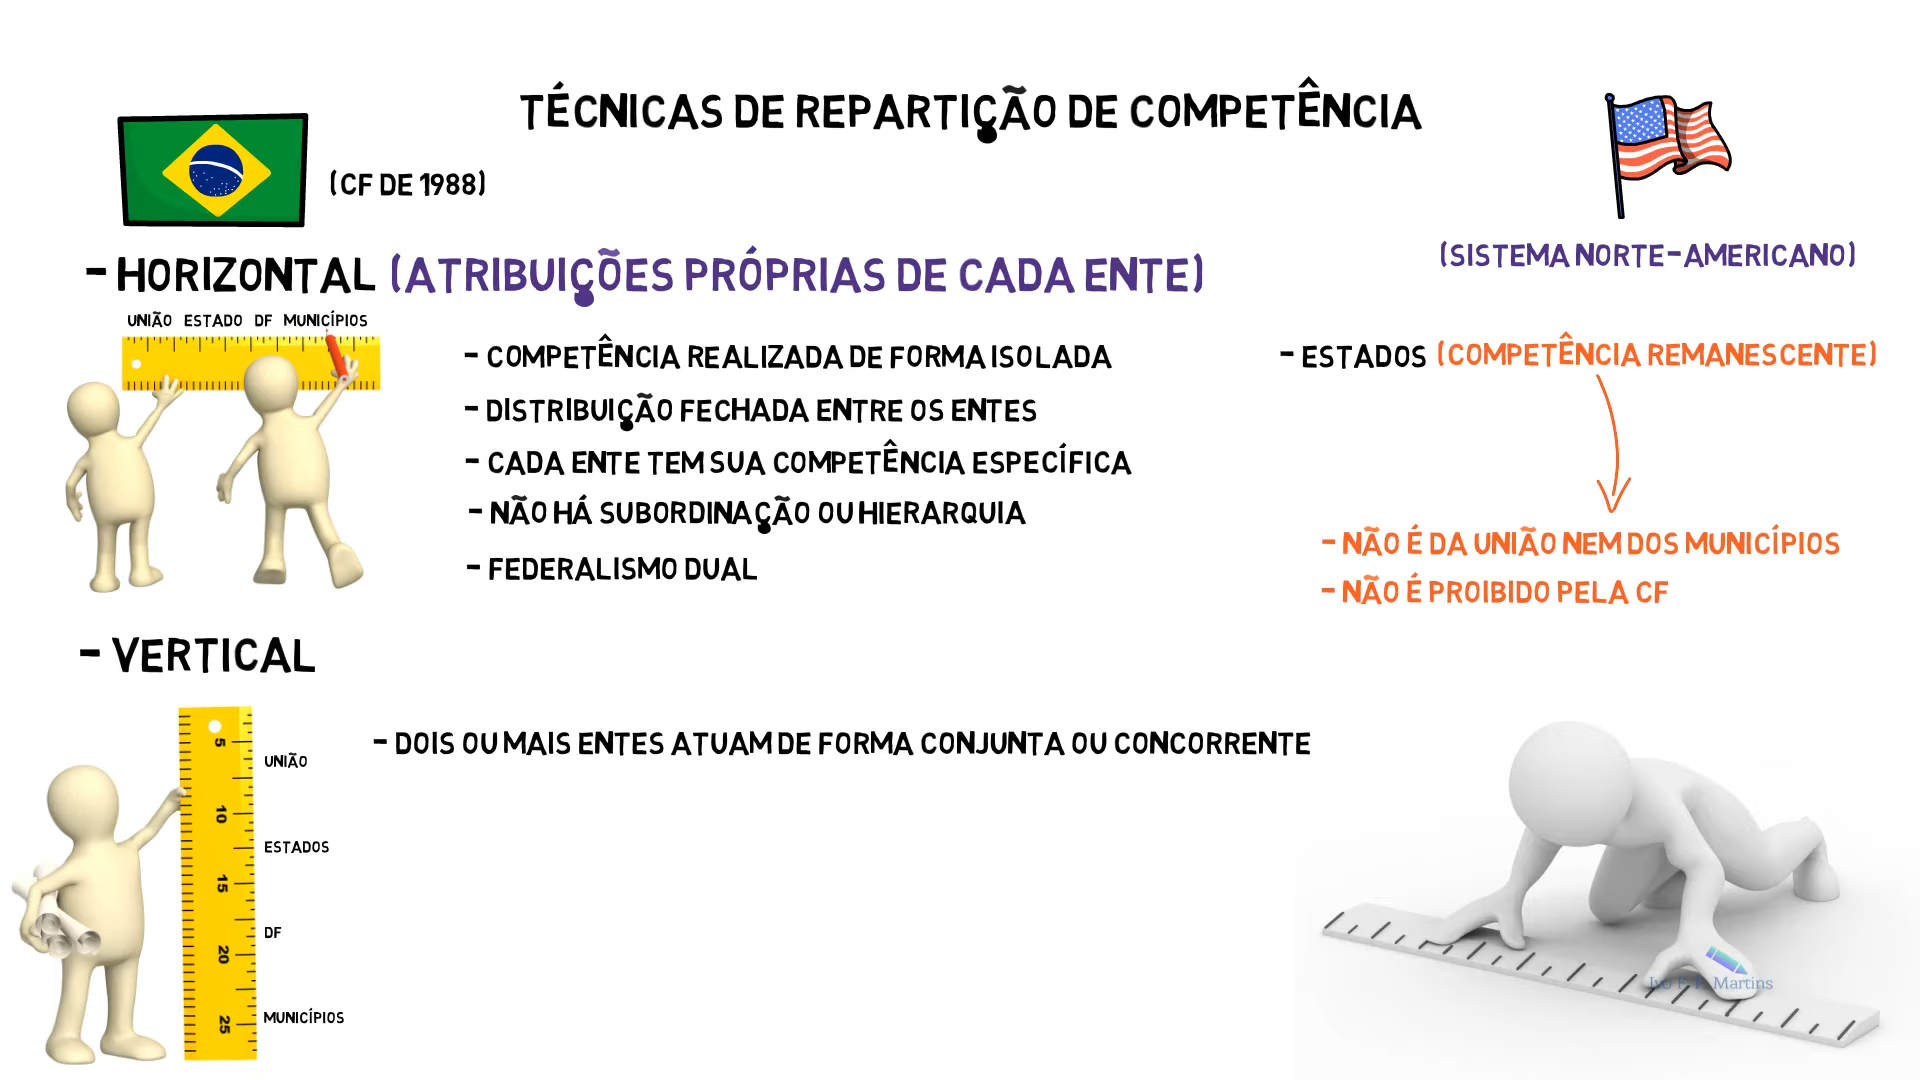 TÉCNICAS DE REPARTIÇÃO DE COMPETÊNCIA
(CF DE 1988)
- HORIZONTAL (ATRIBUIÇÕES PRÓPRIAS DE CADA ENTE)
(SISTEMA NORTE-AMERICANO)
UNIÃO ESTADO DF MUNICÍPIOS
- COMPETÊNCIA REALIZADA DE FORMA ISOLADA
- DISTRIBUIÇÃO FECHADA ENTRE OS ENTES
- CADA ENTE TEM SUA COMPETÊNCIA ESPECÍFICA
- NÃO HÁ SUBORDINAÇÃO OU HIERARQUIA
- FEDERALISMO DUAL
- ESTADOS (COMPETÊNCIA REMANESCENTE)
- NÃO É DA UNIÃO NEM DOS MUNICÍPIOS
- NÃO É PROIBIDO PELA CF
- VERTICAL
- DOIS OU MAIS ENTES ATUAM DE FORMA CONJUNTA OU CONCORRENTE
5
UNIÃO
10
ESTADOS
15
DF
20
MUNICÍPIOS
25
Martins